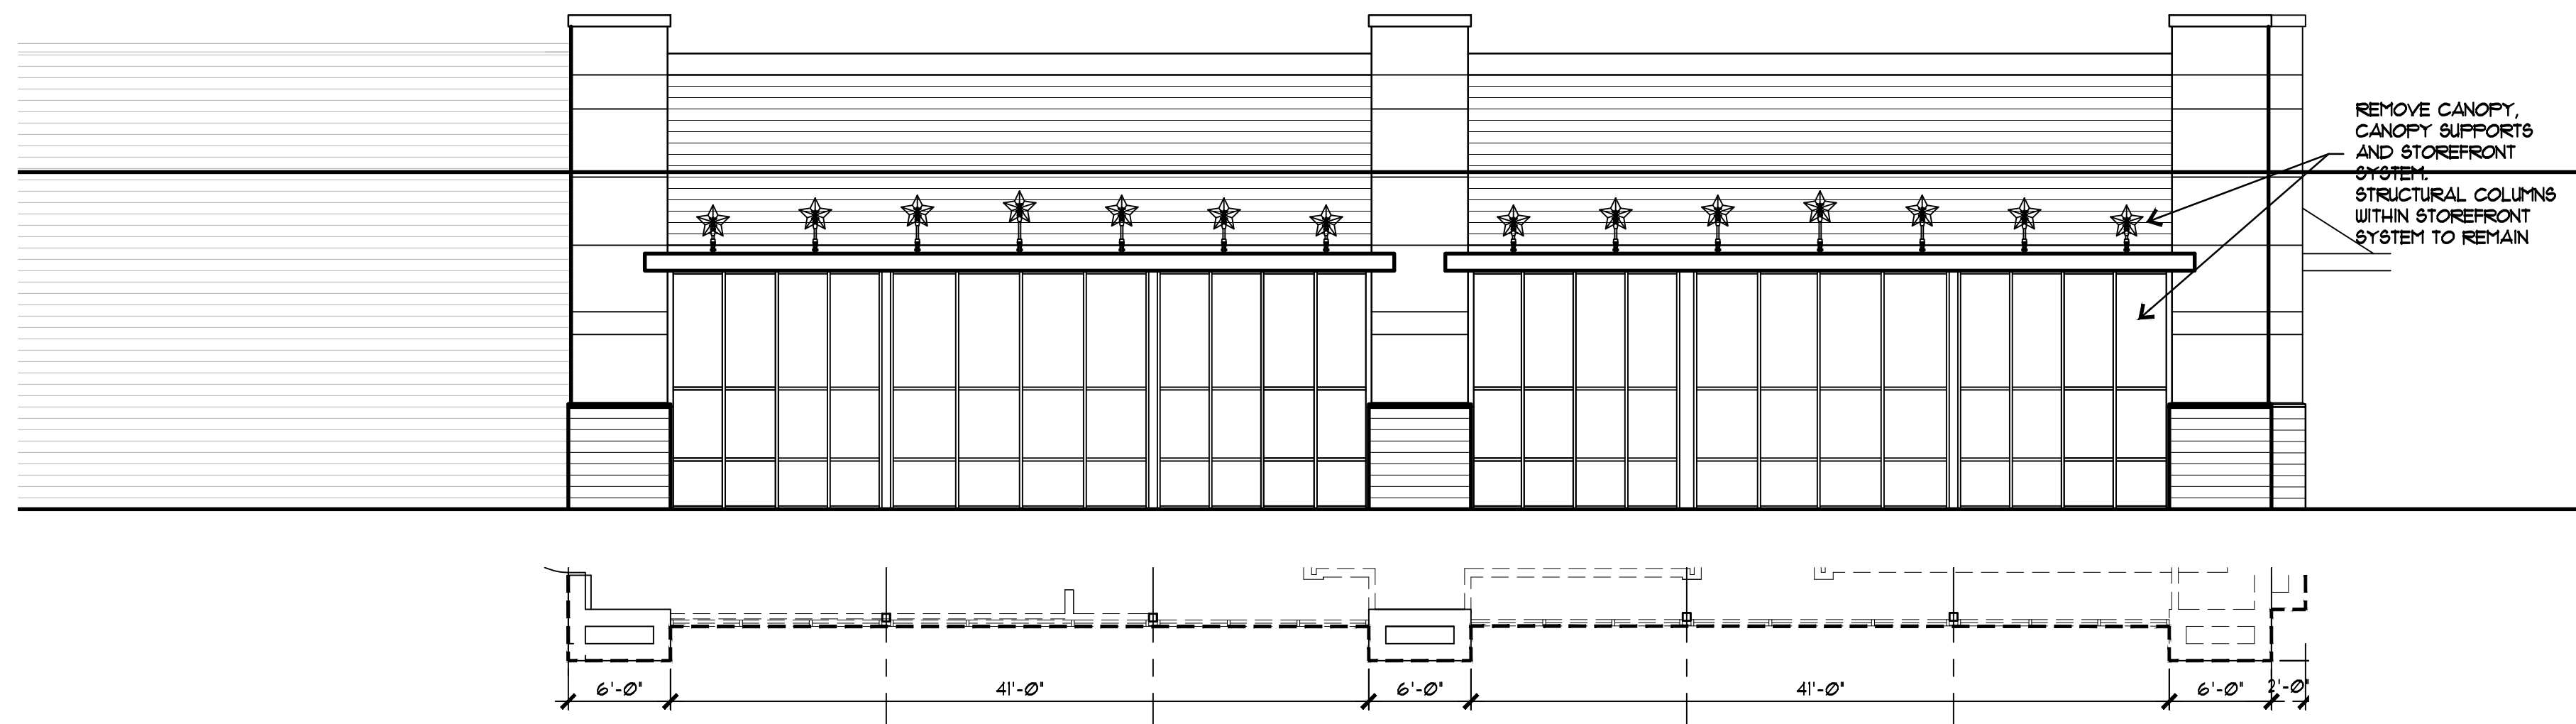 REMOVE CANOPY,
CANOPY SUPPORTS
AND STOREFRONT
SYSTEM.
STRUCTURAL COLUMNS
WITHIN STOREFRONT
SYSTEM TO REMAIN
6'-0" 41'-0" 6'-0" 41'-0" 6'-0" 2'-0"